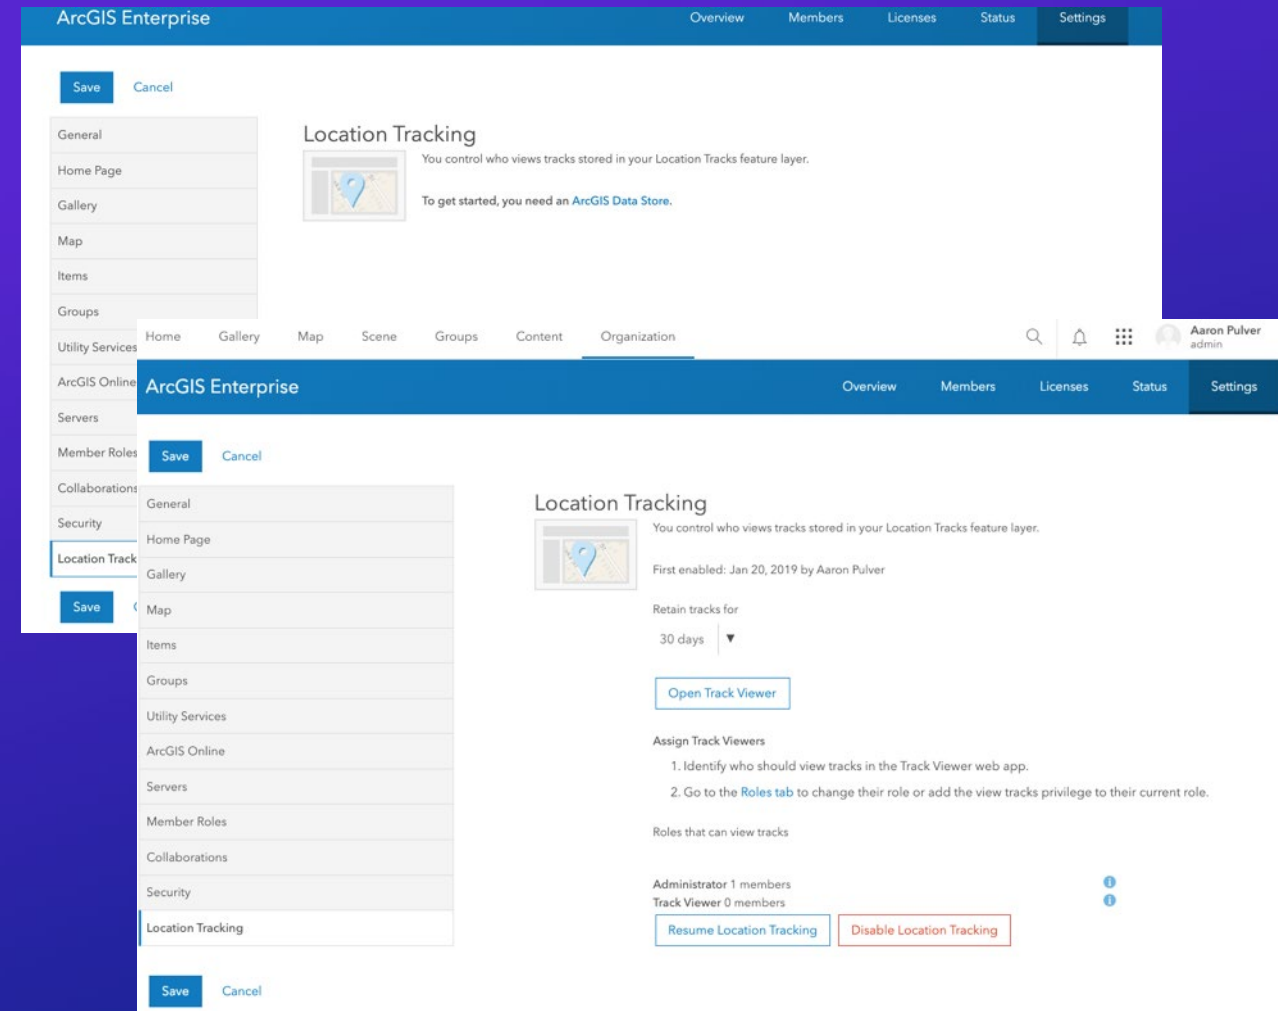 ArcGIS Enterprise
Overview Members Licenses Status Settings
Save Cancel
General
Home Page
Gallery
Map
Items
Groups
Utility Services
ArcGIS Online
Servers
Member Roles
Collaborations
Security
Location Track
Save
Location Tracking
You control who views tracks stored in your Location Tracks feature layer.
To get started, you need an ArcGIS Data Store.
Home Gallery Map Scene Groups Content Organization
Aaron Pulver
admin
ArcGIS Enterprise
Overview Members Licenses Status Settings
Save Cancel
General
Home Page
Gallery
Map
Items
Groups
Utility Services
ArcGIS Online
Servers
Member Roles
Collaborations
Security
Location Tracking
Save Cancel
Location Tracking
You control who views tracks stored in your Location Tracks feature layer.
First enabled: Jan 20, 2019 by Aaron Pulver
Retain tracks for
30 days
Open Track Viewer
Assign Track Viewers
1. Identify who should view tracks in the Track Viewer web app.
2. Go to the Roles tab to change their role or add the view tracks privilege to their current role.
Roles that can view tracks
Administrator 1 members
Track Viewer 0 members
Resume Location Tracking Disable Location Tracking